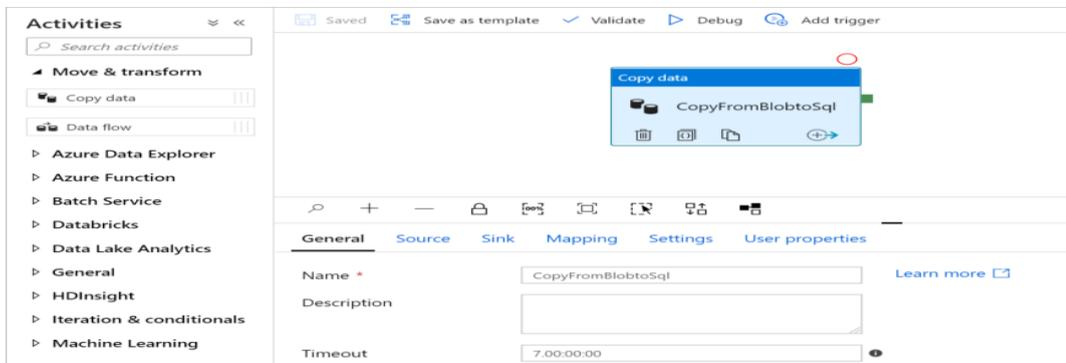 Activities
Search activities
Move & transform
Copy data
Data flow
Azure Data Explorer
Azure Function
Batch Service
Databricks
Data Lake Analytics
General
HDInsight
Iteration & conditionals
Machine Learning
Saved Save as template Validate Debug Add trigger
Copy data
CopyFromBlobtoSql
General Source Sink Mapping Settings User properties
Name * CopyFromBlobtoSql Learn more
Description
Timeout 7.00:00:00